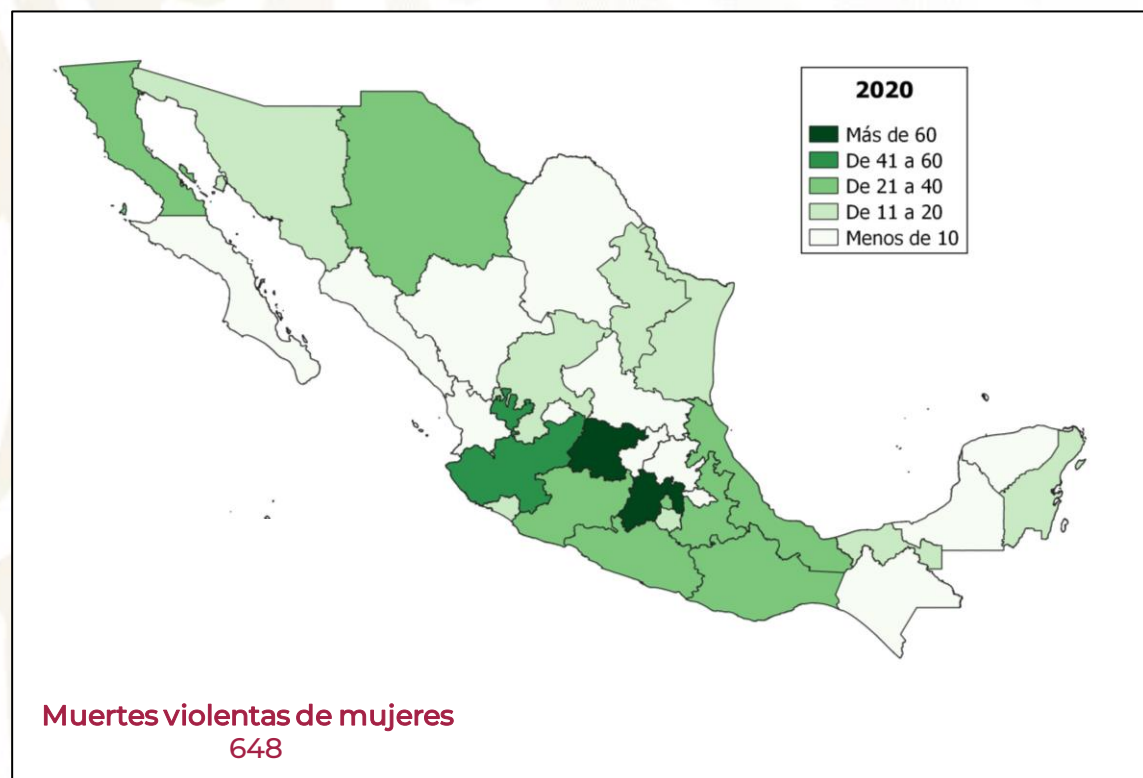 2020
Más de 60
De 41 a 60
De 21 a 40
De 11 a 20
Menos de 10
Muertes violentas de mujeres
648